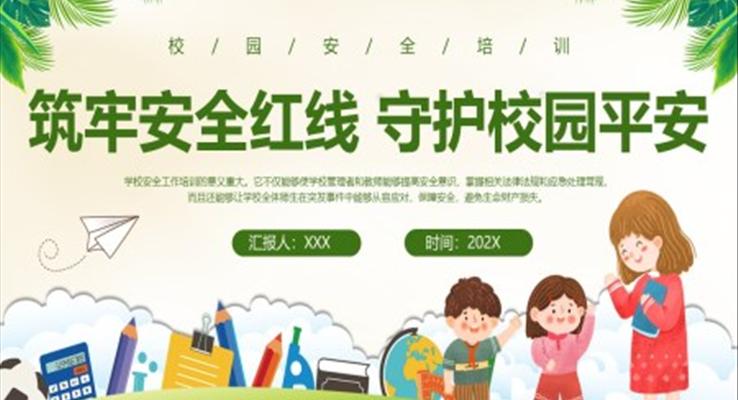 校 / 园 / 安 / 全 / 培 / 训
筑牢安全红线 守护校园平安
学校安全工作培训的意义重大。它不仅能够使学校管理者和教师能够提高安全意识、掌握相关法律法规和应急处理常规，
而且还能够让学校全体师生在突发事件中能够从容应对、保障安全、避免生命财产损失。
汇报人：XXX
时间：202X